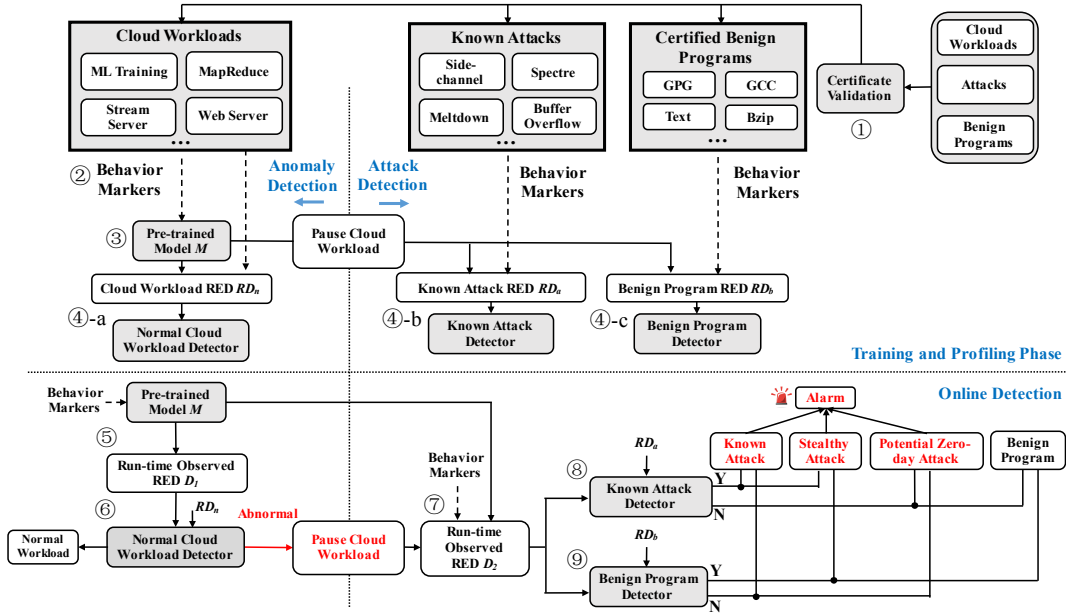 Cloud Workloads
ML Training
MapReduce
Stream
Server
Web Server
...
Known Attacks
Side-
channel
Spectre
Meltdown
Buffer
Overflow
...
Certified Benign
Programs
GPG
GCC
Text
Bzip
...
Certificate
Validation
①
Cloud
Workloads
Attacks
Benign
Programs
②
Behavior
Markers
Anomaly
Detection
Attack
Detection
Behavior
Markers
Behavior
Markers
③
Pre-trained
Model M
Pause Cloud
Workload
Cloud Workload RED RDn
Known Attack RED RDa
Benign Program RED RDb
④-a
Normal Cloud
Workload Detector
④-b
Known Attack
Detector
④-c
Benign Program
Detector
Training and Profiling Phase
Online Detection
Behavior
Markers
Pre-trained
Model M
⑤
Run-time Observed
RED D1
⑥
RDn
Normal
Workload
Normal Cloud
Workload Detector
Abnormal
Pause Cloud
Workload
Behavior
Markers
⑦
Run-time
Observed
RED D2
Alarm
Known
Attack
Stealthy
Attack
Potential Zero-
day Attack
Benign
Program
RDa
⑧
Known Attack
Detector
Y
N
RDb
⑨
Benign Program
Detector
Y
N